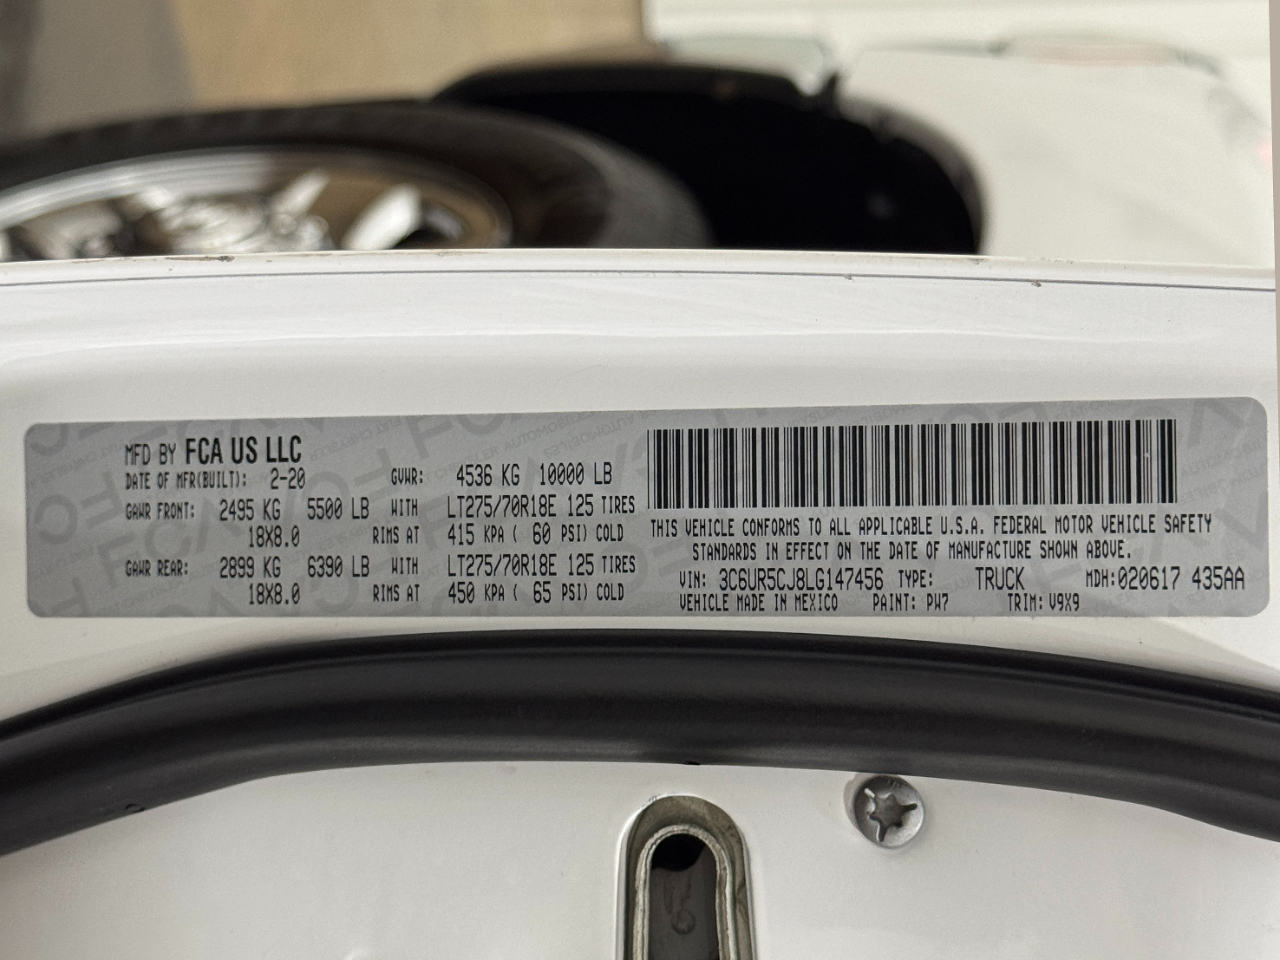 MFD BY FCA US LLC
DATE OF MFR(BUILT): 2-20 GVWR: 4536 KG 10000 LB
GAWR FRONT: 2495 KG 5500 LB WITH LT275/70R18E 125 TIRES
18X8.0 RIMS AT 415 KPA ( 60 PSI) COLD
GAWR REAR: 2899 KG 6390 LB WITH LT275/70R18E 125 TIRES
18X8.0 RIMS AT 450 KPA ( 65 PSI) COLD
THIS VEHICLE CONFORMS TO ALL APPLICABLE U.S.A. FEDERAL MOTOR VEHICLE SAFETY
STANDARDS IN EFFECT ON THE DATE OF MANUFACTURE SHOWN ABOVE.
VIN: 3C6UR5CJ8LG147456 TYPE: TRUCK MDH:020617 435AA
VEHICLE MADE IN MEXICO PAINT: PW7 TRIM: V9X9